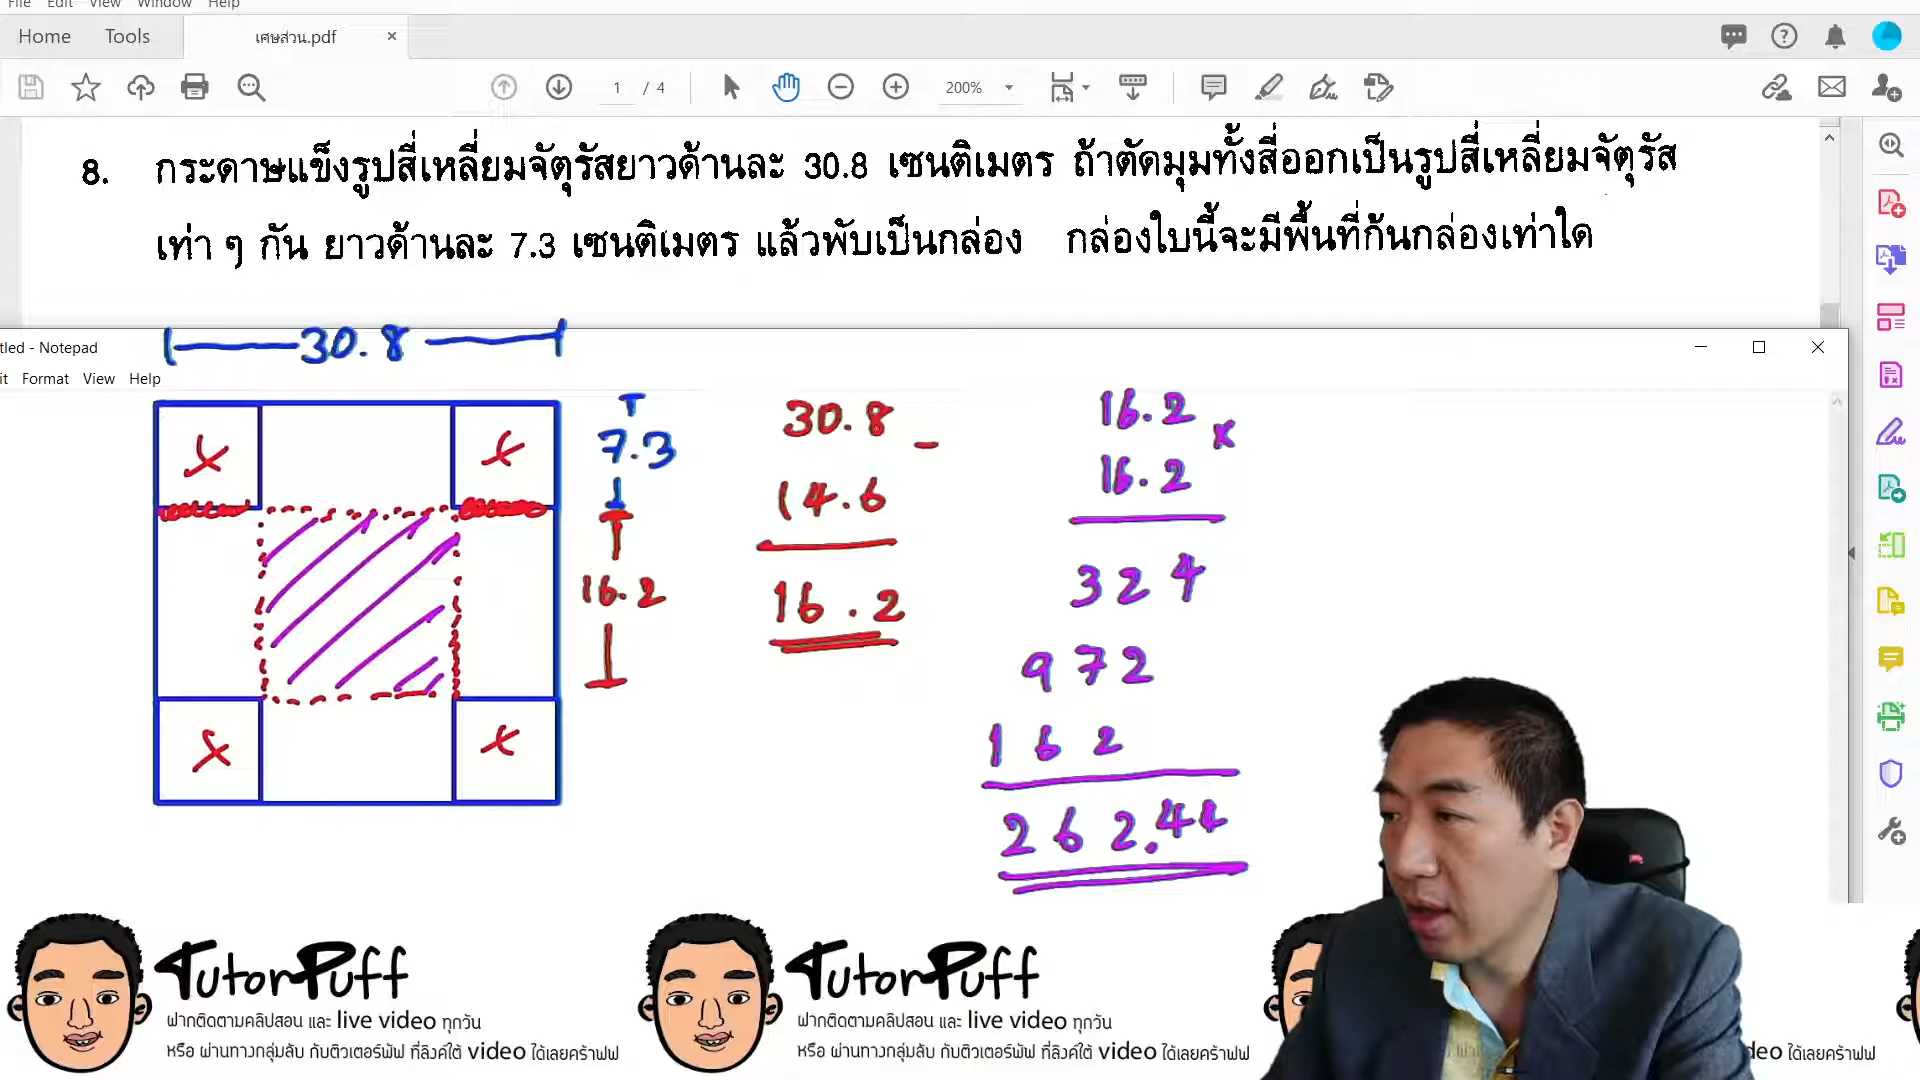 File Edit View Window Help
Home Tools เศษส่วน.pdf ×
1 / 4 200%
8. กระดาษแข็งรูปสี่เหลี่ยมจัตุรัสยาวด้านละ 30.8 เซนติเมตร ถ้าตัดมุมทั้งสี่ออกเป็นรูปสี่เหลี่ยมจัตุรัส
เท่า ๆ กัน ยาวด้านละ 7.3 เซนติเมตร แล้วพับเป็นกล่อง กล่องใบนี้จะมีพื้นที่ก้นกล่องเท่าใด
30.8
tled - Notepad
it Format View Help
x x
7.3
16.2
x x
30.8 -
14.6
16.2
16.2 x
16.2
324
972
162
262.44
TutorPuff
ฝากติดตามคลิปสอน และ live video ทุกวัน
หรือ ผ่านทางกลุ่มลับ กับติวเตอร์พัฟ ที่ลิงค์ใต้ video ได้เลยคร้าฟฟ
TutorPuff
ฝากติดตามคลิปสอน และ live video ทุกวัน
หรือ ผ่านทางกลุ่มลับ กับติวเตอร์พัฟ ที่ลิงค์ใต้ video ได้เลยคร้าฟฟ
deo ได้เลยคร้าฟฟ